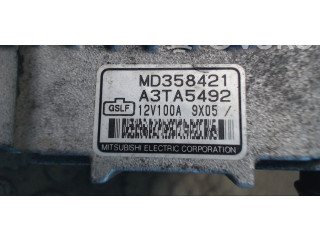 MD358421
A3TA5492
GSLF 12V100A 9X05 /
MITSUBISHI ELECTRIC CORPORATION